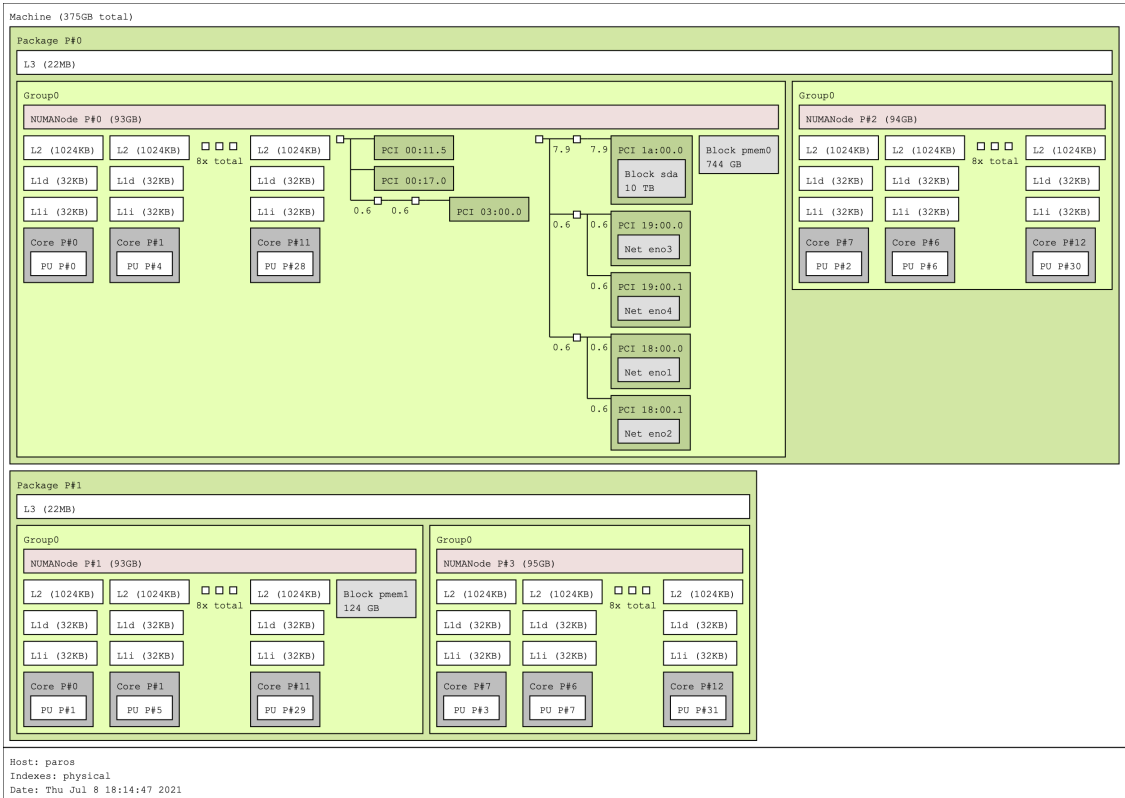 Machine (375GB total)
Package P#0
L3 (22MB)
Group0
NUMANode P#0 (93GB)
L2 (1024KB) L2 (1024KB) 8x total L2 (1024KB)
L1d (32KB) L1d (32KB) L1d (32KB)
L1i (32KB) L1i (32KB) L1i (32KB)
Core P#0 Core P#1 Core P#11
PU P#0 PU P#4 PU P#28
PCI 00:11.5
PCI 00:17.0
0.6 0.6 PCI 03:00.0
7.9 7.9 PCI 1a:00.0
Block sda
10 TB
0.6 0.6 PCI 19:00.0
Net eno3
0.6 PCI 19:00.1
Net eno4
0.6 0.6 PCI 18:00.0
Net eno1
0.6 PCI 18:00.1
Net eno2
Block pmem0
744 GB
Group0
NUMANode P#2 (94GB)
L2 (1024KB) L2 (1024KB) 8x total L2 (1024KB)
L1d (32KB) L1d (32KB) L1d (32KB)
L1i (32KB) L1i (32KB) L1i (32KB)
Core P#7 Core P#6 Core P#12
PU P#2 PU P#6 PU P#30
Package P#1
L3 (22MB)
Group0
NUMANode P#1 (93GB)
L2 (1024KB) L2 (1024KB) 8x total L2 (1024KB)
L1d (32KB) L1d (32KB) L1d (32KB)
L1i (32KB) L1i (32KB) L1i (32KB)
Core P#0 Core P#1 Core P#11
PU P#1 PU P#5 PU P#29
Block pmem1
124 GB
Group0
NUMANode P#3 (95GB)
L2 (1024KB) L2 (1024KB) 8x total L2 (1024KB)
L1d (32KB) L1d (32KB) L1d (32KB)
L1i (32KB) L1i (32KB) L1i (32KB)
Core P#7 Core P#6 Core P#12
PU P#3 PU P#7 PU P#31
Host: paros
Indexes: physical
Date: Thu Jul 8 18:14:47 2021